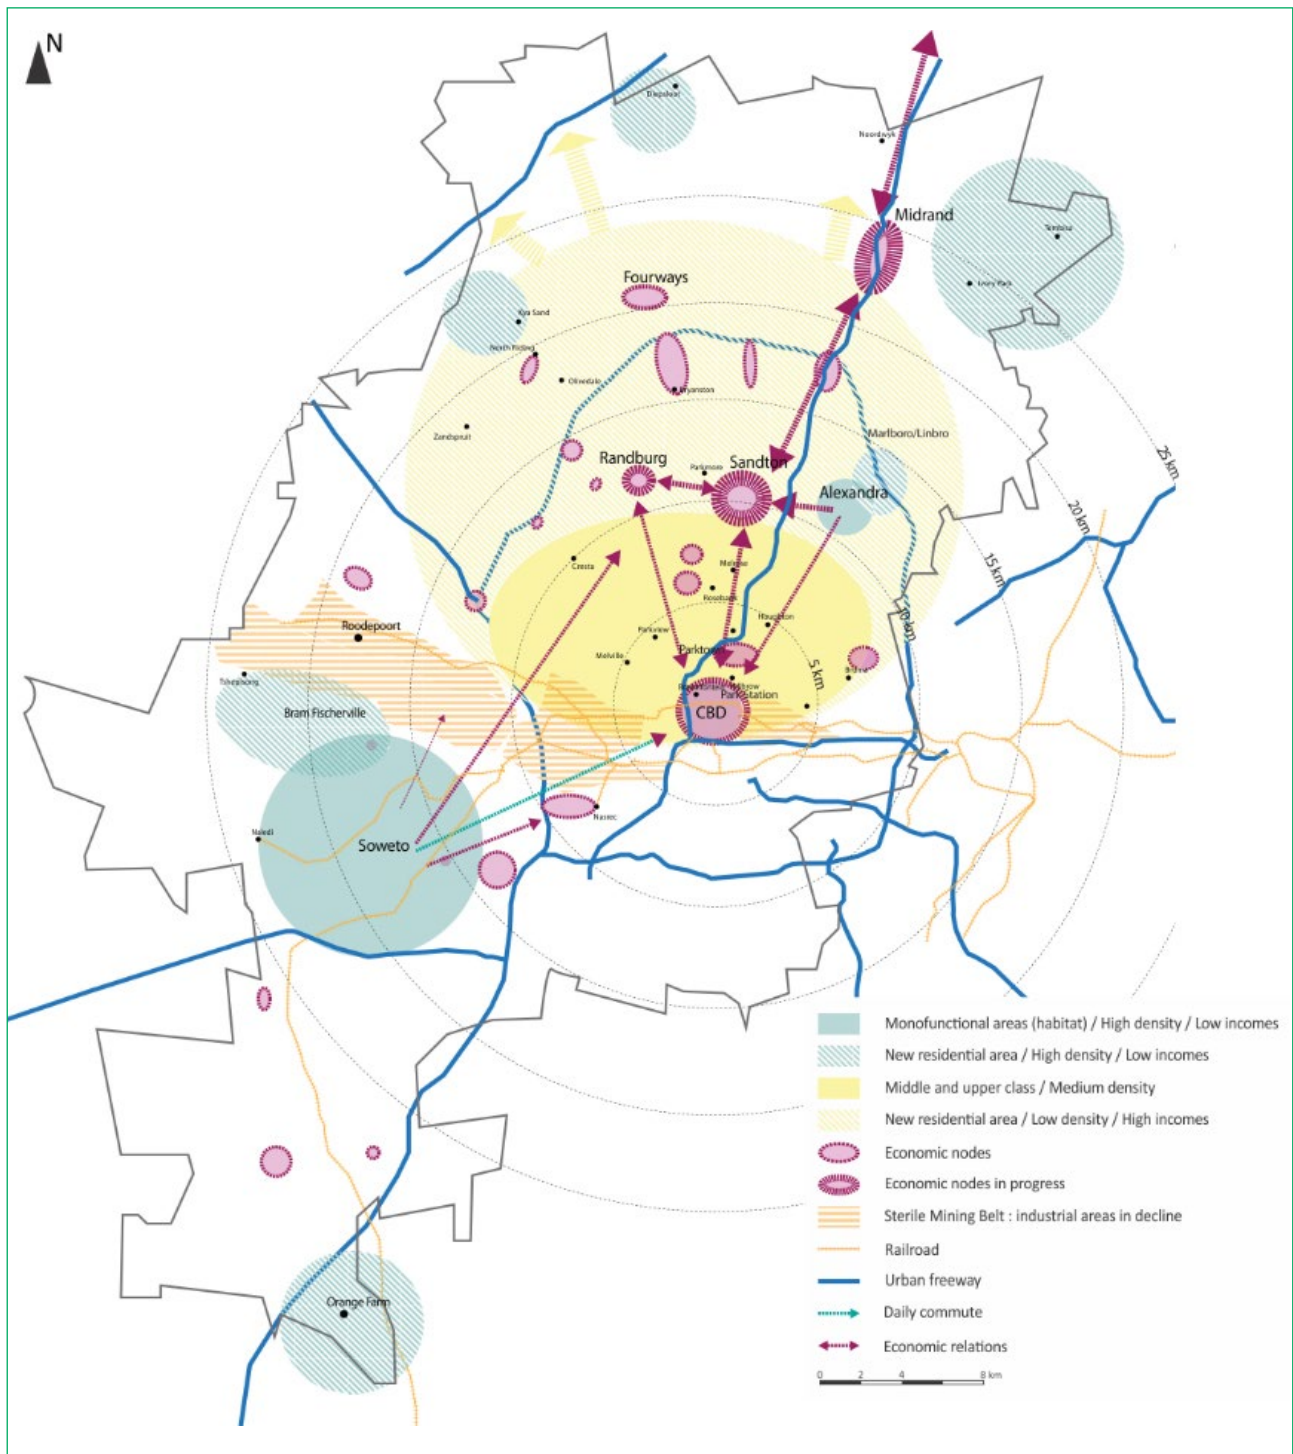 N
Diepsloot
Noordwyk
Midrand
Tembisa
Fourways
Ivory Park
Kya Sand
North Riding
Olivedale
Bryanston
Zandspruit
Marlboro/Linbro
25 km
Randburg
Parkmore
Sandton
Alexandra
20 km
Cresta
Melrose
15 km
Rosebank
10 km
Roodepoort
Parkview
Houghton
Parktown
Melville
5 km
Bruma
Tshepisong
Park Station
Bram Fischerville
CBD
Nasrec
Naledi
Soweto
Monofunctional areas (habitat) / High density / Low incomes
New residential area / High density / Low incomes
Middle and upper class / Medium density
New residential area / Low density / High incomes
Economic nodes
Economic nodes in progress
Sterile Mining Belt : industrial areas in decline
Railroad
Urban freeway
Orange Farm
Daily commute
Economic relations
0 2 4 8 km